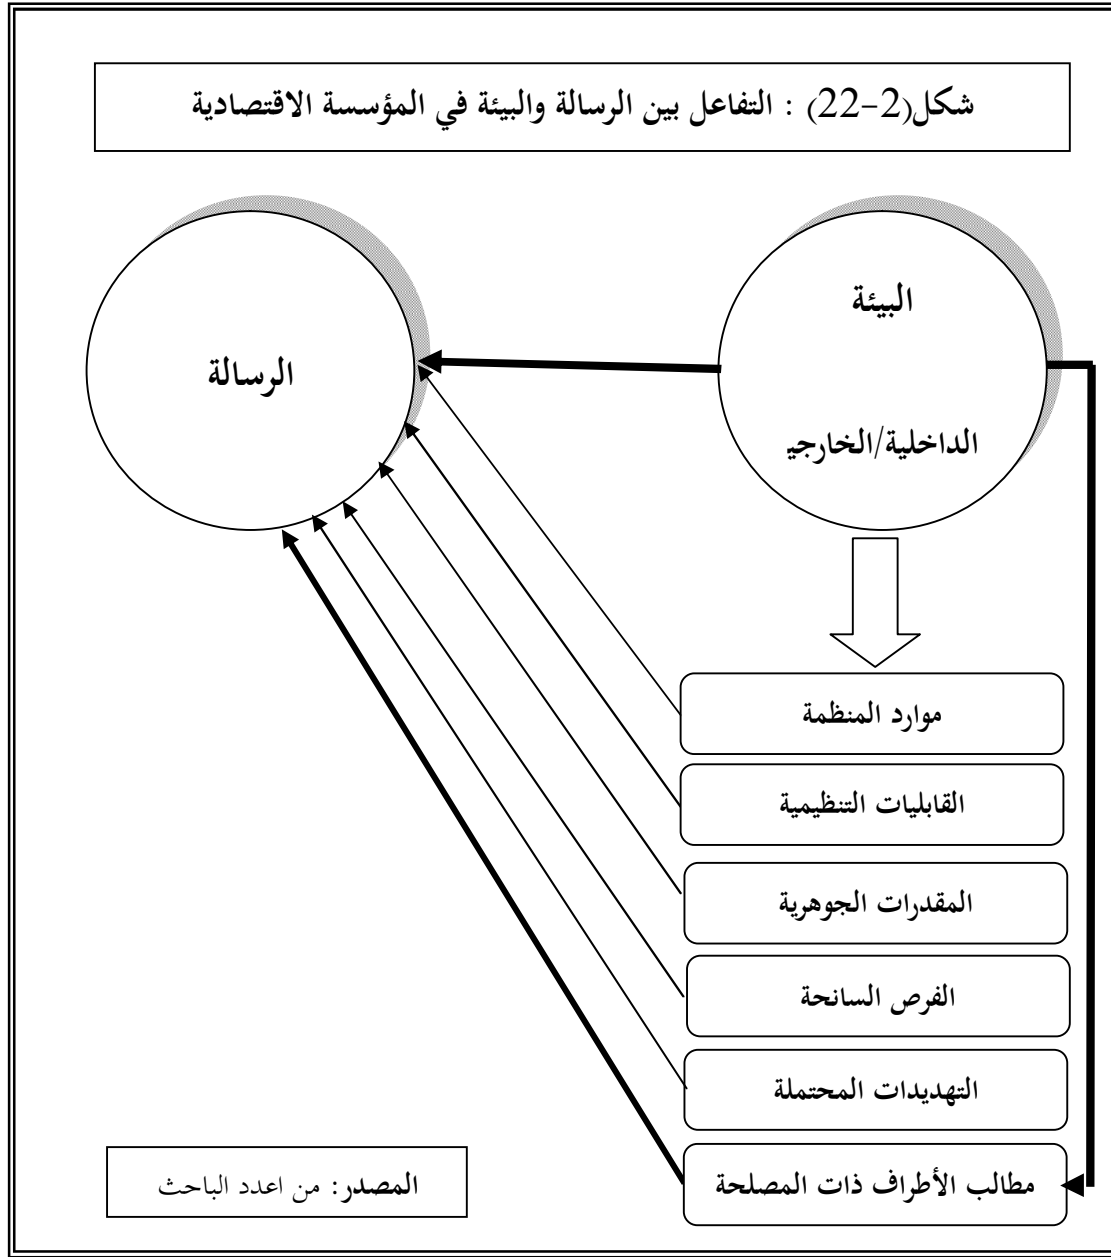 شكل(2-22) : التفاعل بين الرسالة والبيئة في المؤسسة الاقتصادية
البيئة
الداخلية/الخارجي
الرسالة
موارد المنظمة
القابليات التنظيمية
المقدرات الجوهرية
الفرص السانحة
التهديدات المحتملة
مطالب الأطراف ذات المصلحة
المصدر: من اعدد الباحث